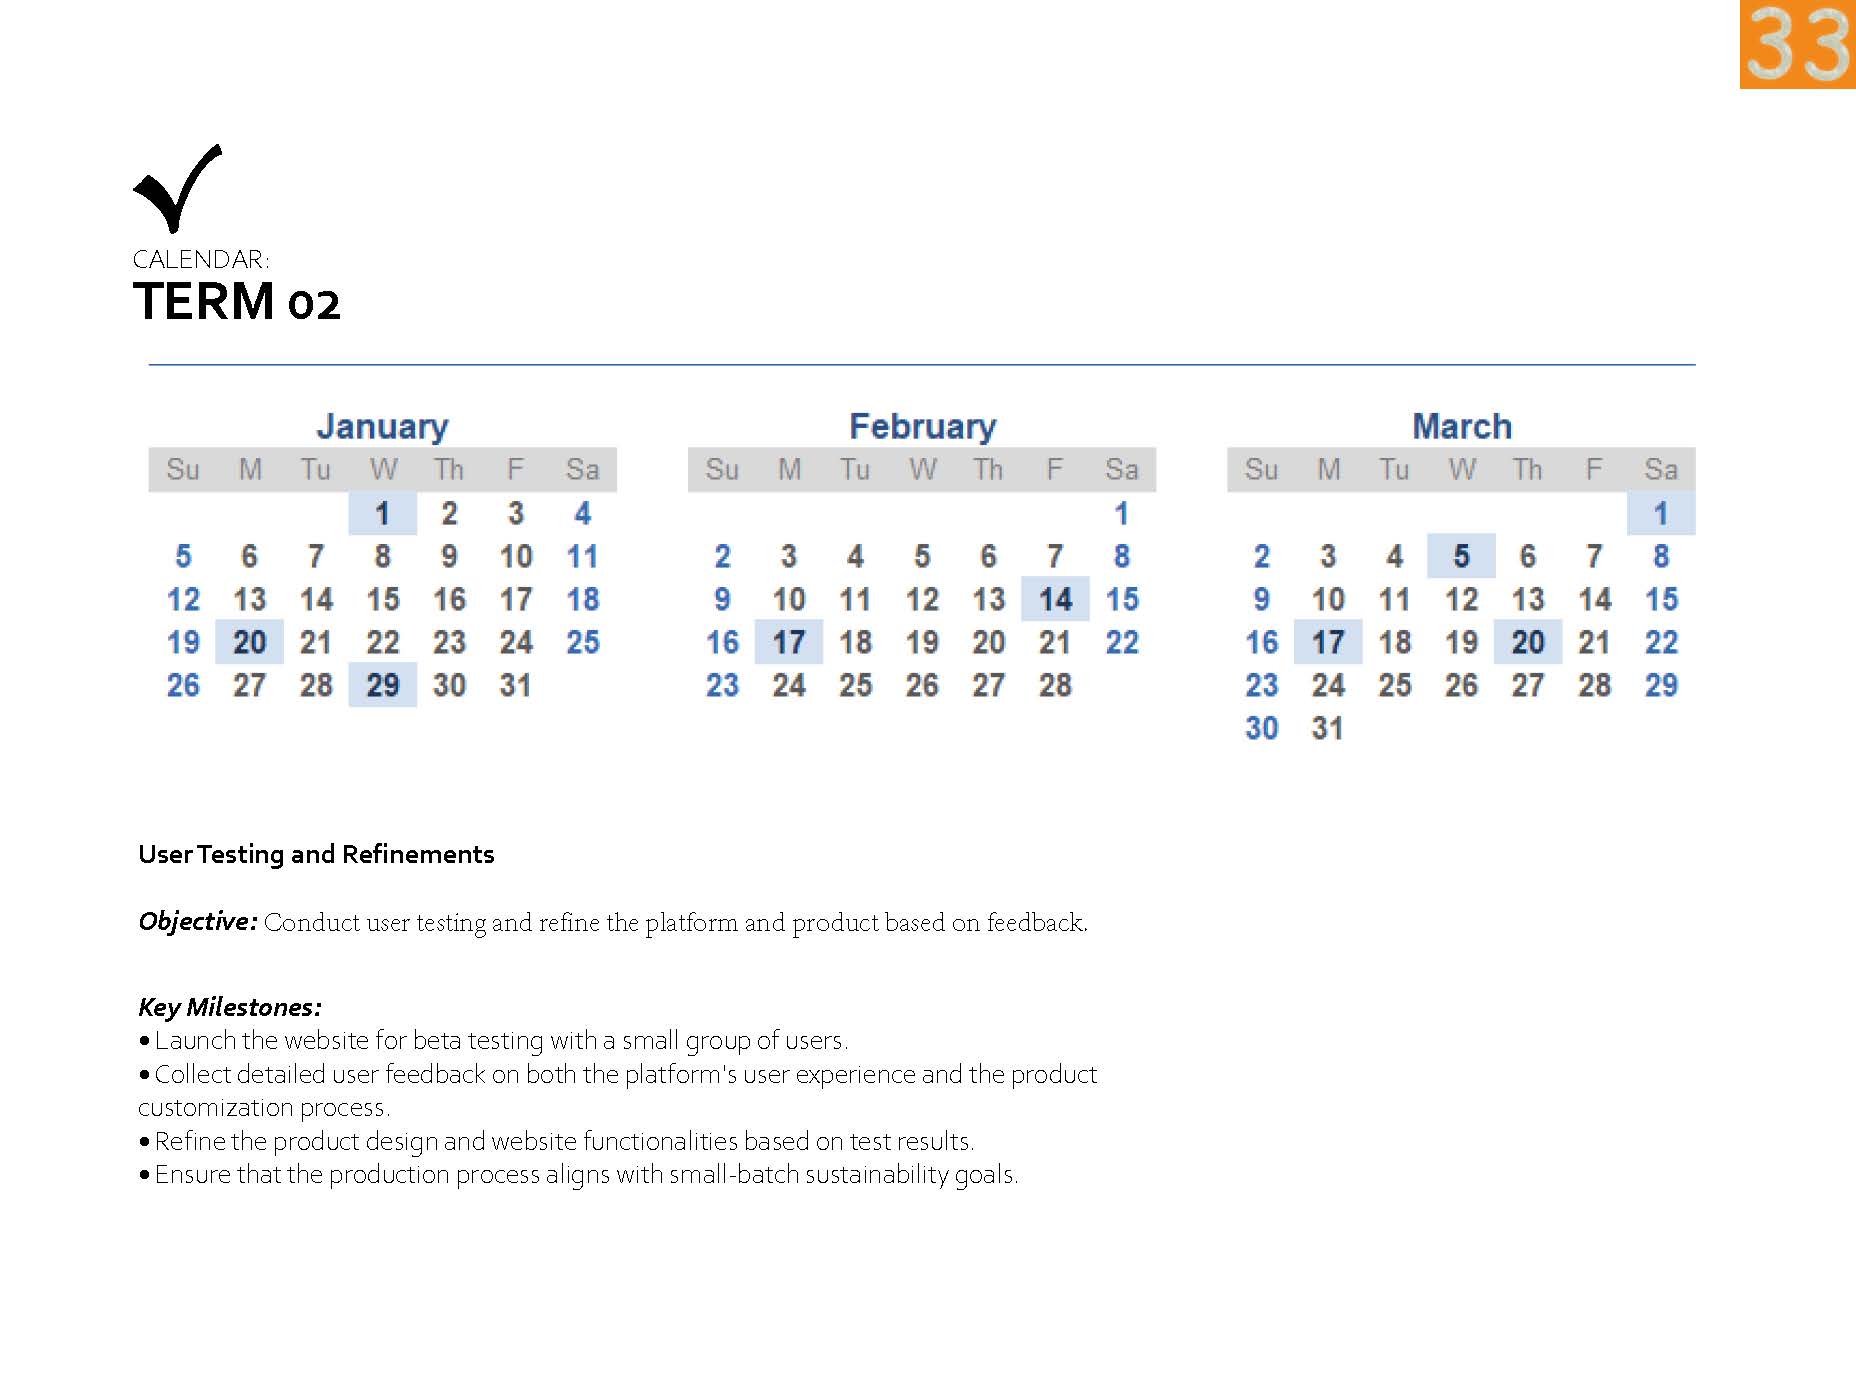 33
CALENDAR:
TERM 02
January
Su M Tu W Th F Sa
1 2 3 4
5 6 7 8 9 10 11
12 13 14 15 16 17 18
19 20 21 22 23 24 25
26 27 28 29 30 31
February
Su M Tu W Th F Sa
1
2 3 4 5 6 7 8
9 10 11 12 13 14 15
16 17 18 19 20 21 22
23 24 25 26 27 28
March
Su M Tu W Th F Sa
1
2 3 4 5 6 7 8
9 10 11 12 13 14 15
16 17 18 19 20 21 22
23 24 25 26 27 28 29
30 31
User Testing and Refinements
Objective: Conduct user testing and refine the platform and product based on feedback.
Key Milestones:
• Launch the website for beta testing with a small group of users.
• Collect detailed user feedback on both the platform's user experience and the product
customization process.
• Refine the product design and website functionalities based on test results.
• Ensure that the production process aligns with small-batch sustainability goals.